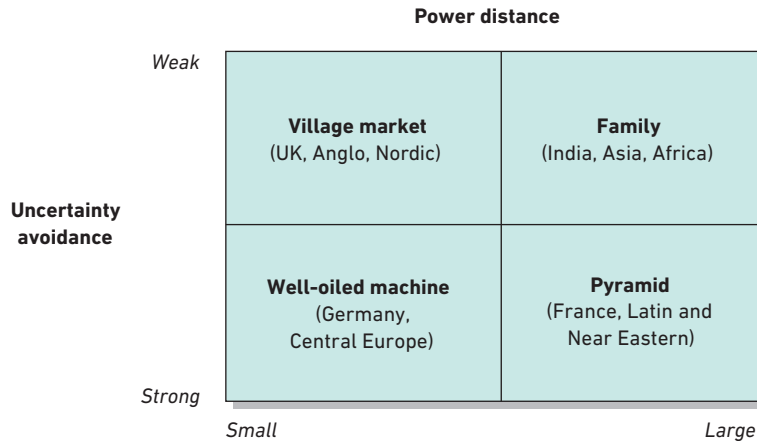 Power distance
Weak
Village market
(UK, Anglo, Nordic)
Family
(India, Asia, Africa)
Uncertainty
avoidance
Well-oiled machine
(Germany,
Central Europe)
Pyramid
(France, Latin and
Near Eastern)
Strong
Small
Large